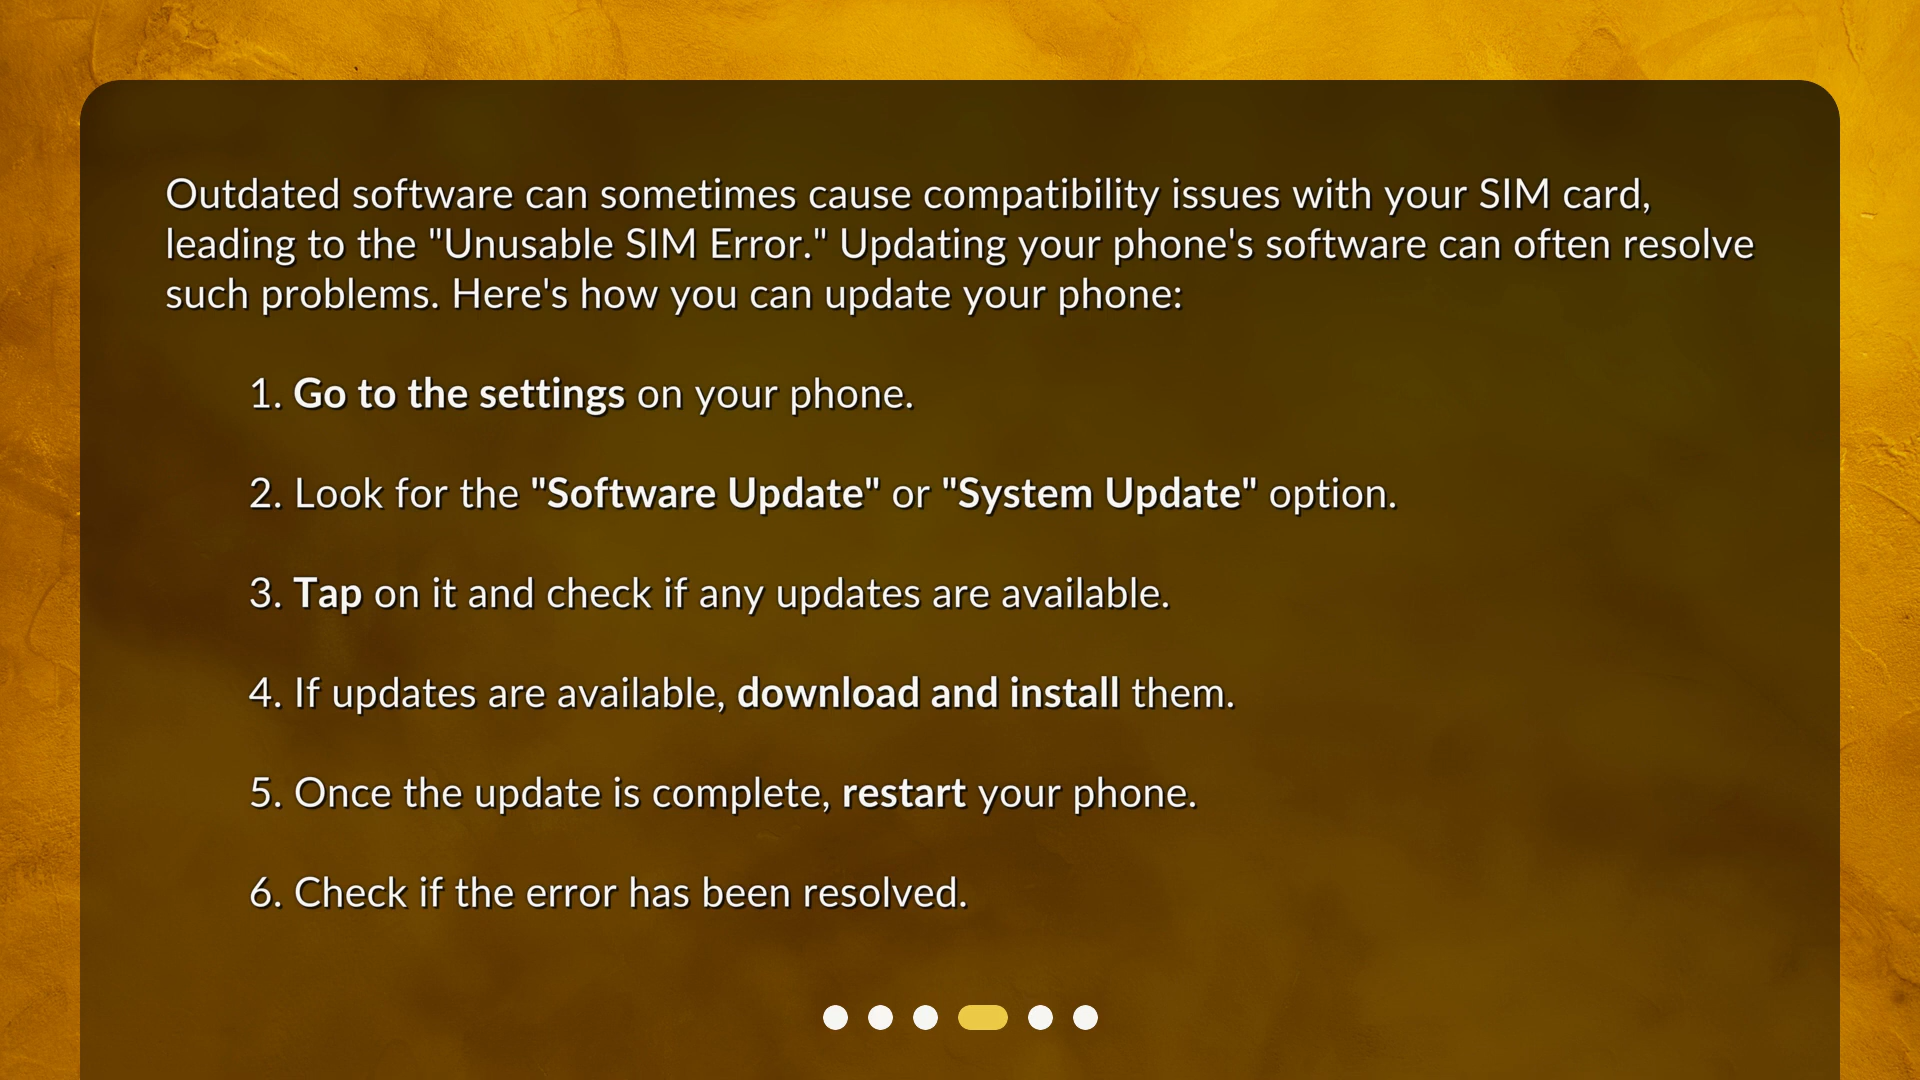 Outdated software can sometimes cause compatibility issues with your SIM card,
leading to the "Unusable SIM Error." Updating your phone's software can often resolve
such problems. Here's how you can update your phone:
1. Go to the settings on your phone.
2. Look for the "Software Update" or "System Update" option.
3. Tap on it and check if any updates are available.
4. If updates are available, download and install them.
5. Once the update is complete, restart your phone.
6. Check if the error has been resolved.